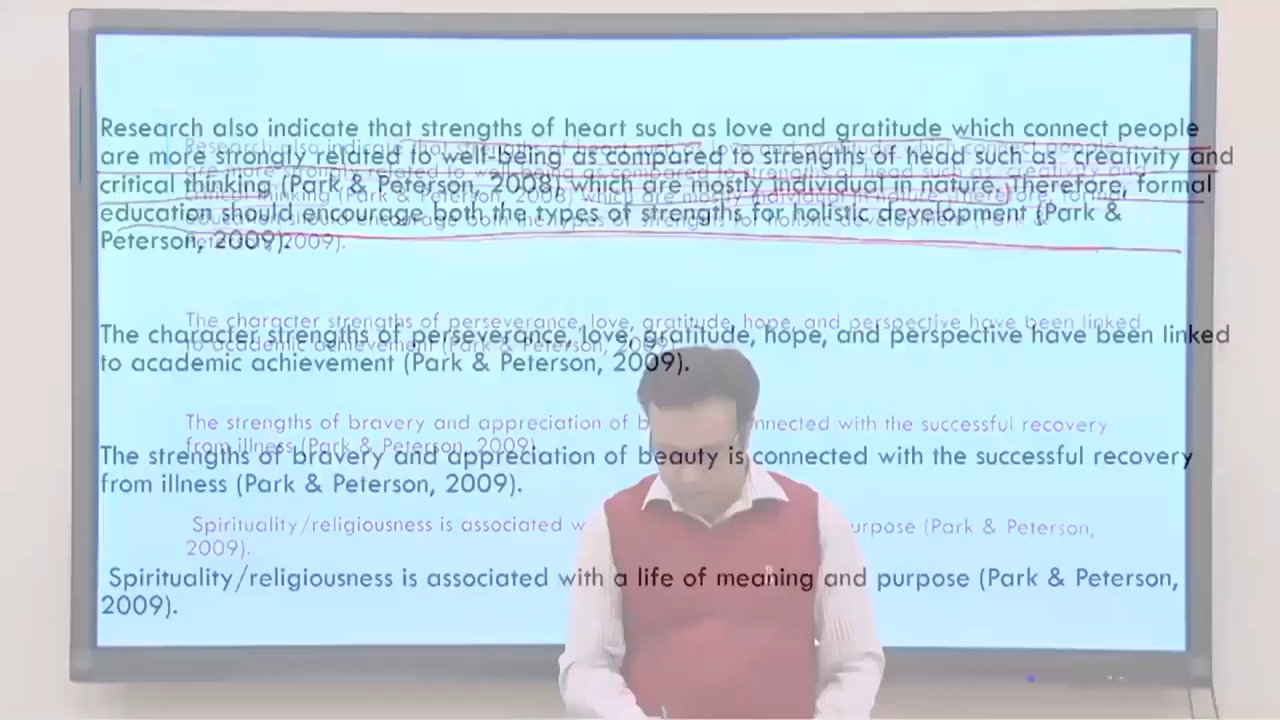 Research also indicate that strengths of heart such as love and gratitude which connect people
are more strongly related to well-being as compared to strengths of head such as creativity and
critical thinking (Park & Peterson, 2008) which are mostly individual in nature. Therefore, formal
education should encourage both the types of strengths for holistic development (Park &
Peterson, 2009).
The character strengths of perseverance, love, gratitude, hope, and perspective have been linked
to academic achievement (Park & Peterson, 2009).
The strengths of bravery and appreciation of beauty is connected with the successful recovery
from illness (Park & Peterson, 2009).
Spirituality/religiousness is associated with a life of meaning and purpose (Park & Peterson,
2009).